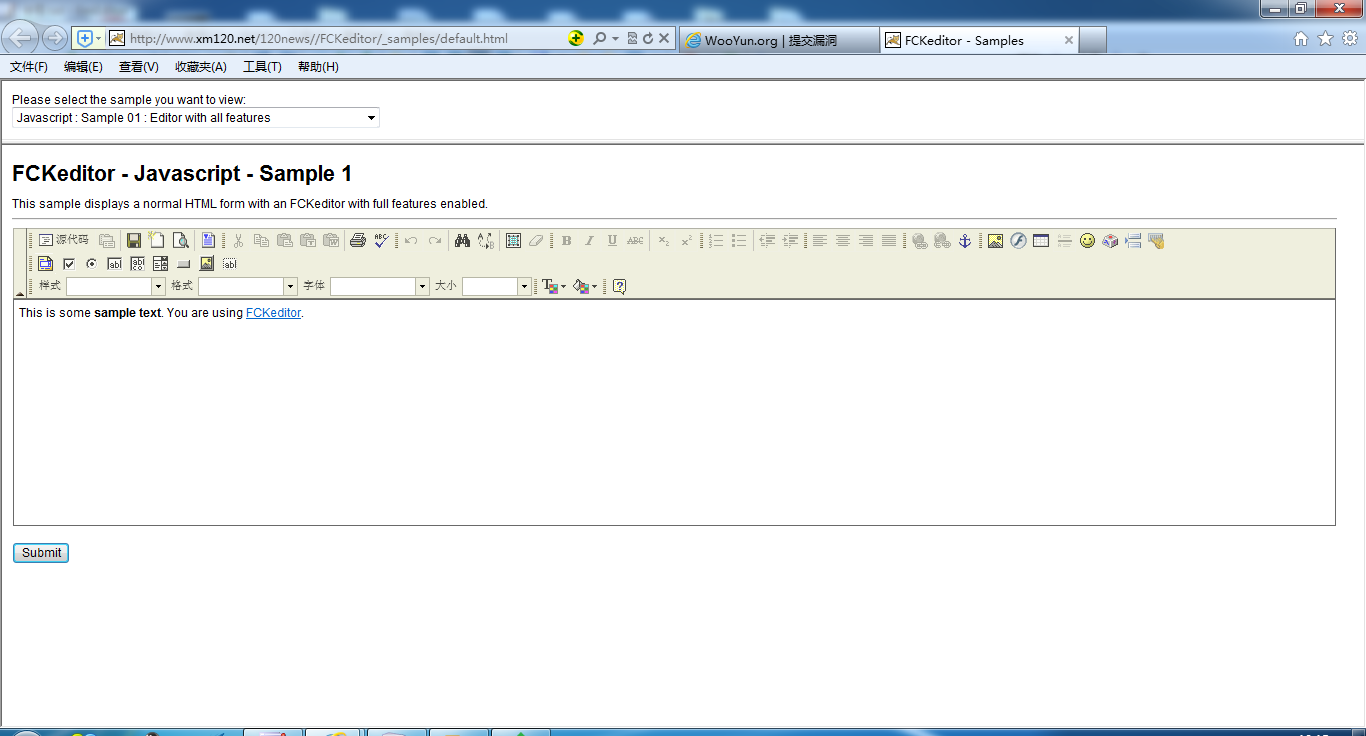 http://www.xm120.net/120news//FCKeditor/_samples/default.html
WooYun.org | 提交漏洞
FCKeditor - Samples
文件(F) 编辑(E) 查看(V) 收藏夹(A) 工具(T) 帮助(H)
Please select the sample you want to view:
Javascript : Sample 01 : Editor with all features
FCKeditor - Javascript - Sample 1
This sample displays a normal HTML form with an FCKeditor with full features enabled.
源代码
样式 格式 字体 大小
This is some sample text. You are using FCKeditor.
Submit